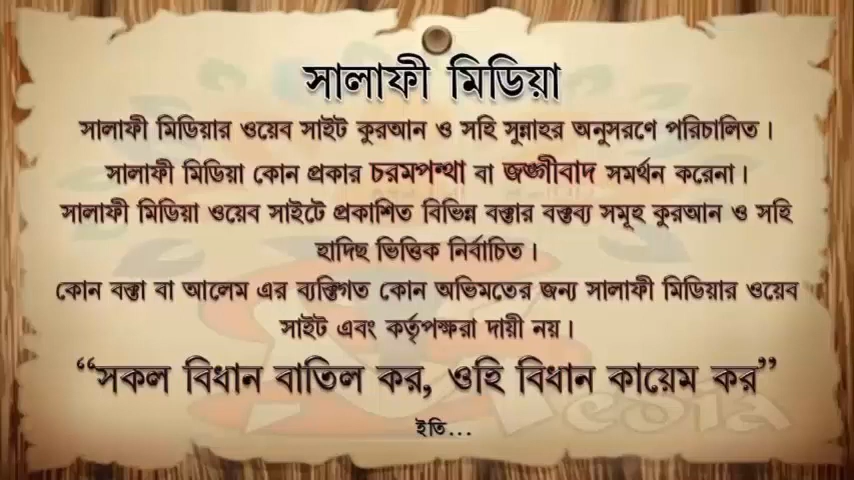 সালাফী মিডিয়া
সালাফী মিডিয়ার ওয়েব সাইট কুরআন ও সহি সুন্নাহর অনুসরণে পরিচালিত।
সালাফী মিডিয়া কোন প্রকার চরমপন্থা বা জঙ্গীবাদ সমর্থন করেনা।
সালাফী মিডিয়া ওয়েব সাইটে প্রকাশিত বিভিন্ন বক্তার বক্তব্য সমূহ কুরআন ও সহি
হাদিছ ভিত্তিক নির্বাচিত।
কোন বক্তা বা আলেম এর ব্যক্তিগত কোন অভিমতের জন্য সালাফী মিডিয়ার ওয়েব
সাইট এবং কর্তৃপক্ষরা দায়ী নয়।
“সকল বিধান বাতিল কর, ওহি বিধান কায়েম কর”
ইতি...